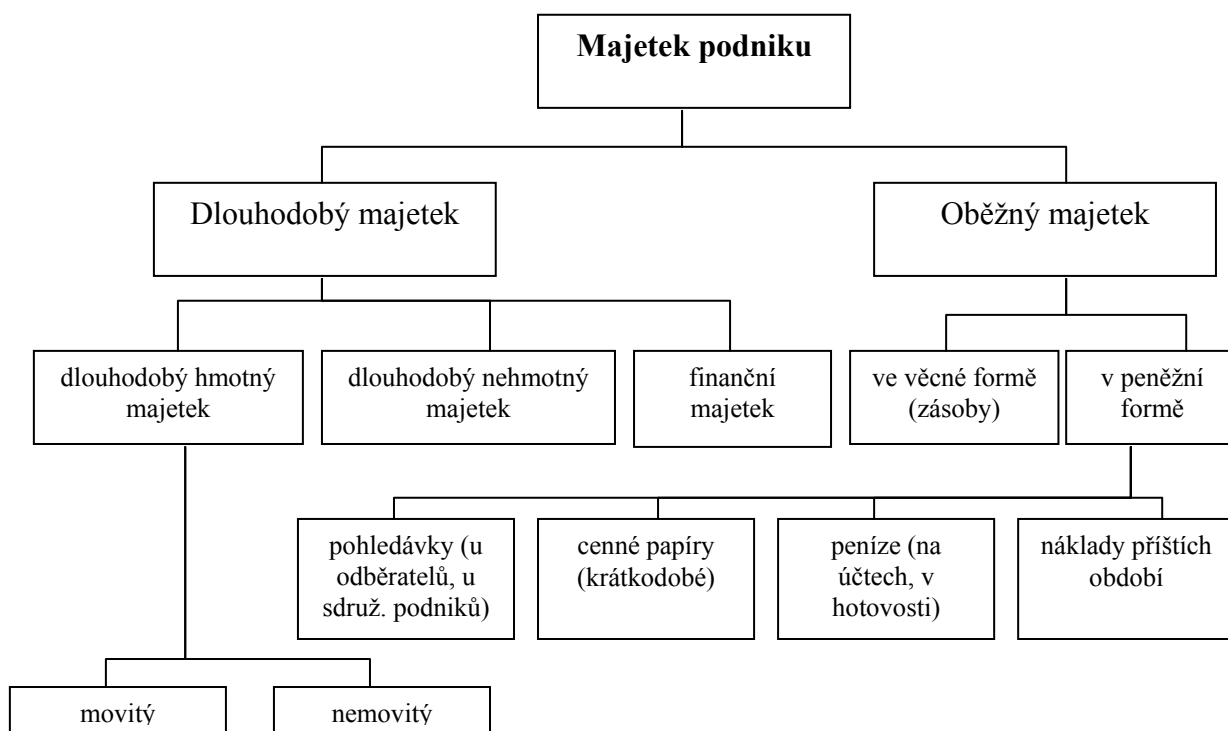 Majetek podniku
Dlouhodobý majetek
Oběžný majetek
dlouhodobý hmotný
majetek
dlouhodobý nehmotný
majetek
finanční
majetek
ve věcné formě
(zásoby)
v peněžní
formě
pohledávky (u
odběratelů, u
sdruž. podniků)
cenné papíry
(krátkodobé)
peníze (na
účtech, v
hotovosti)
náklady příštích
období
movitý
nemovitý